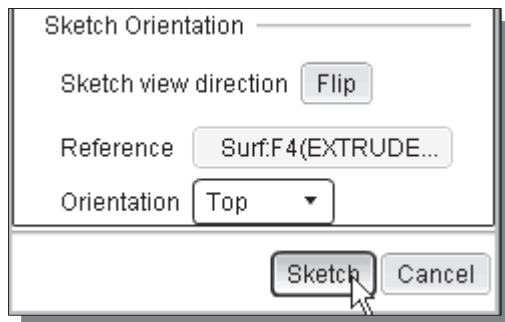 Sketch Orientation
Sketch view direction Flip
Reference Surf:F4(EXTRUDE...
Orientation Top
Sketch Cancel